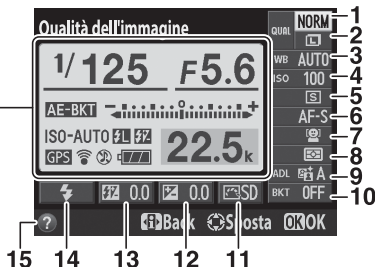 Qualità dell'immagine
1/125 F5.6
AE-BKT - +
ISO-AUTO
GPS 22.5k
QUAL NORM 1
L 2
WB AUTO 3
ISO 100 4
S 5
AF-S 6
7
8
ADL A 9
BKT OFF 10
0.0 0.0 SD
? Back Sposta OK OK
15 14 13 12 11